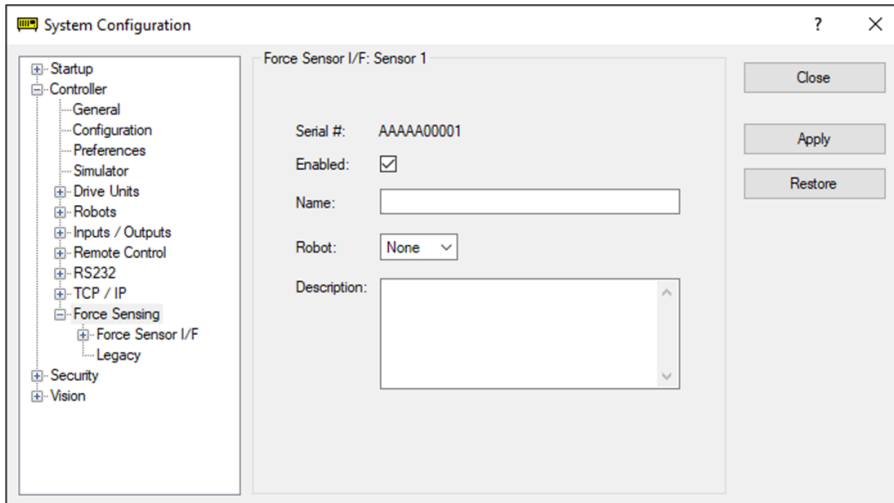 System Configuration
?
Startup
Controller
General
Configuration
Preferences
Simulator
Drive Units
Robots
Inputs / Outputs
Remote Control
RS232
TCP / IP
Force Sensing
Force Sensor I/F
Legacy
Security
Vision
Force Sensor I/F: Sensor 1
Serial #: AAAAA00001
Enabled:
Name:
Robot: None
Description:
Close
Apply
Restore